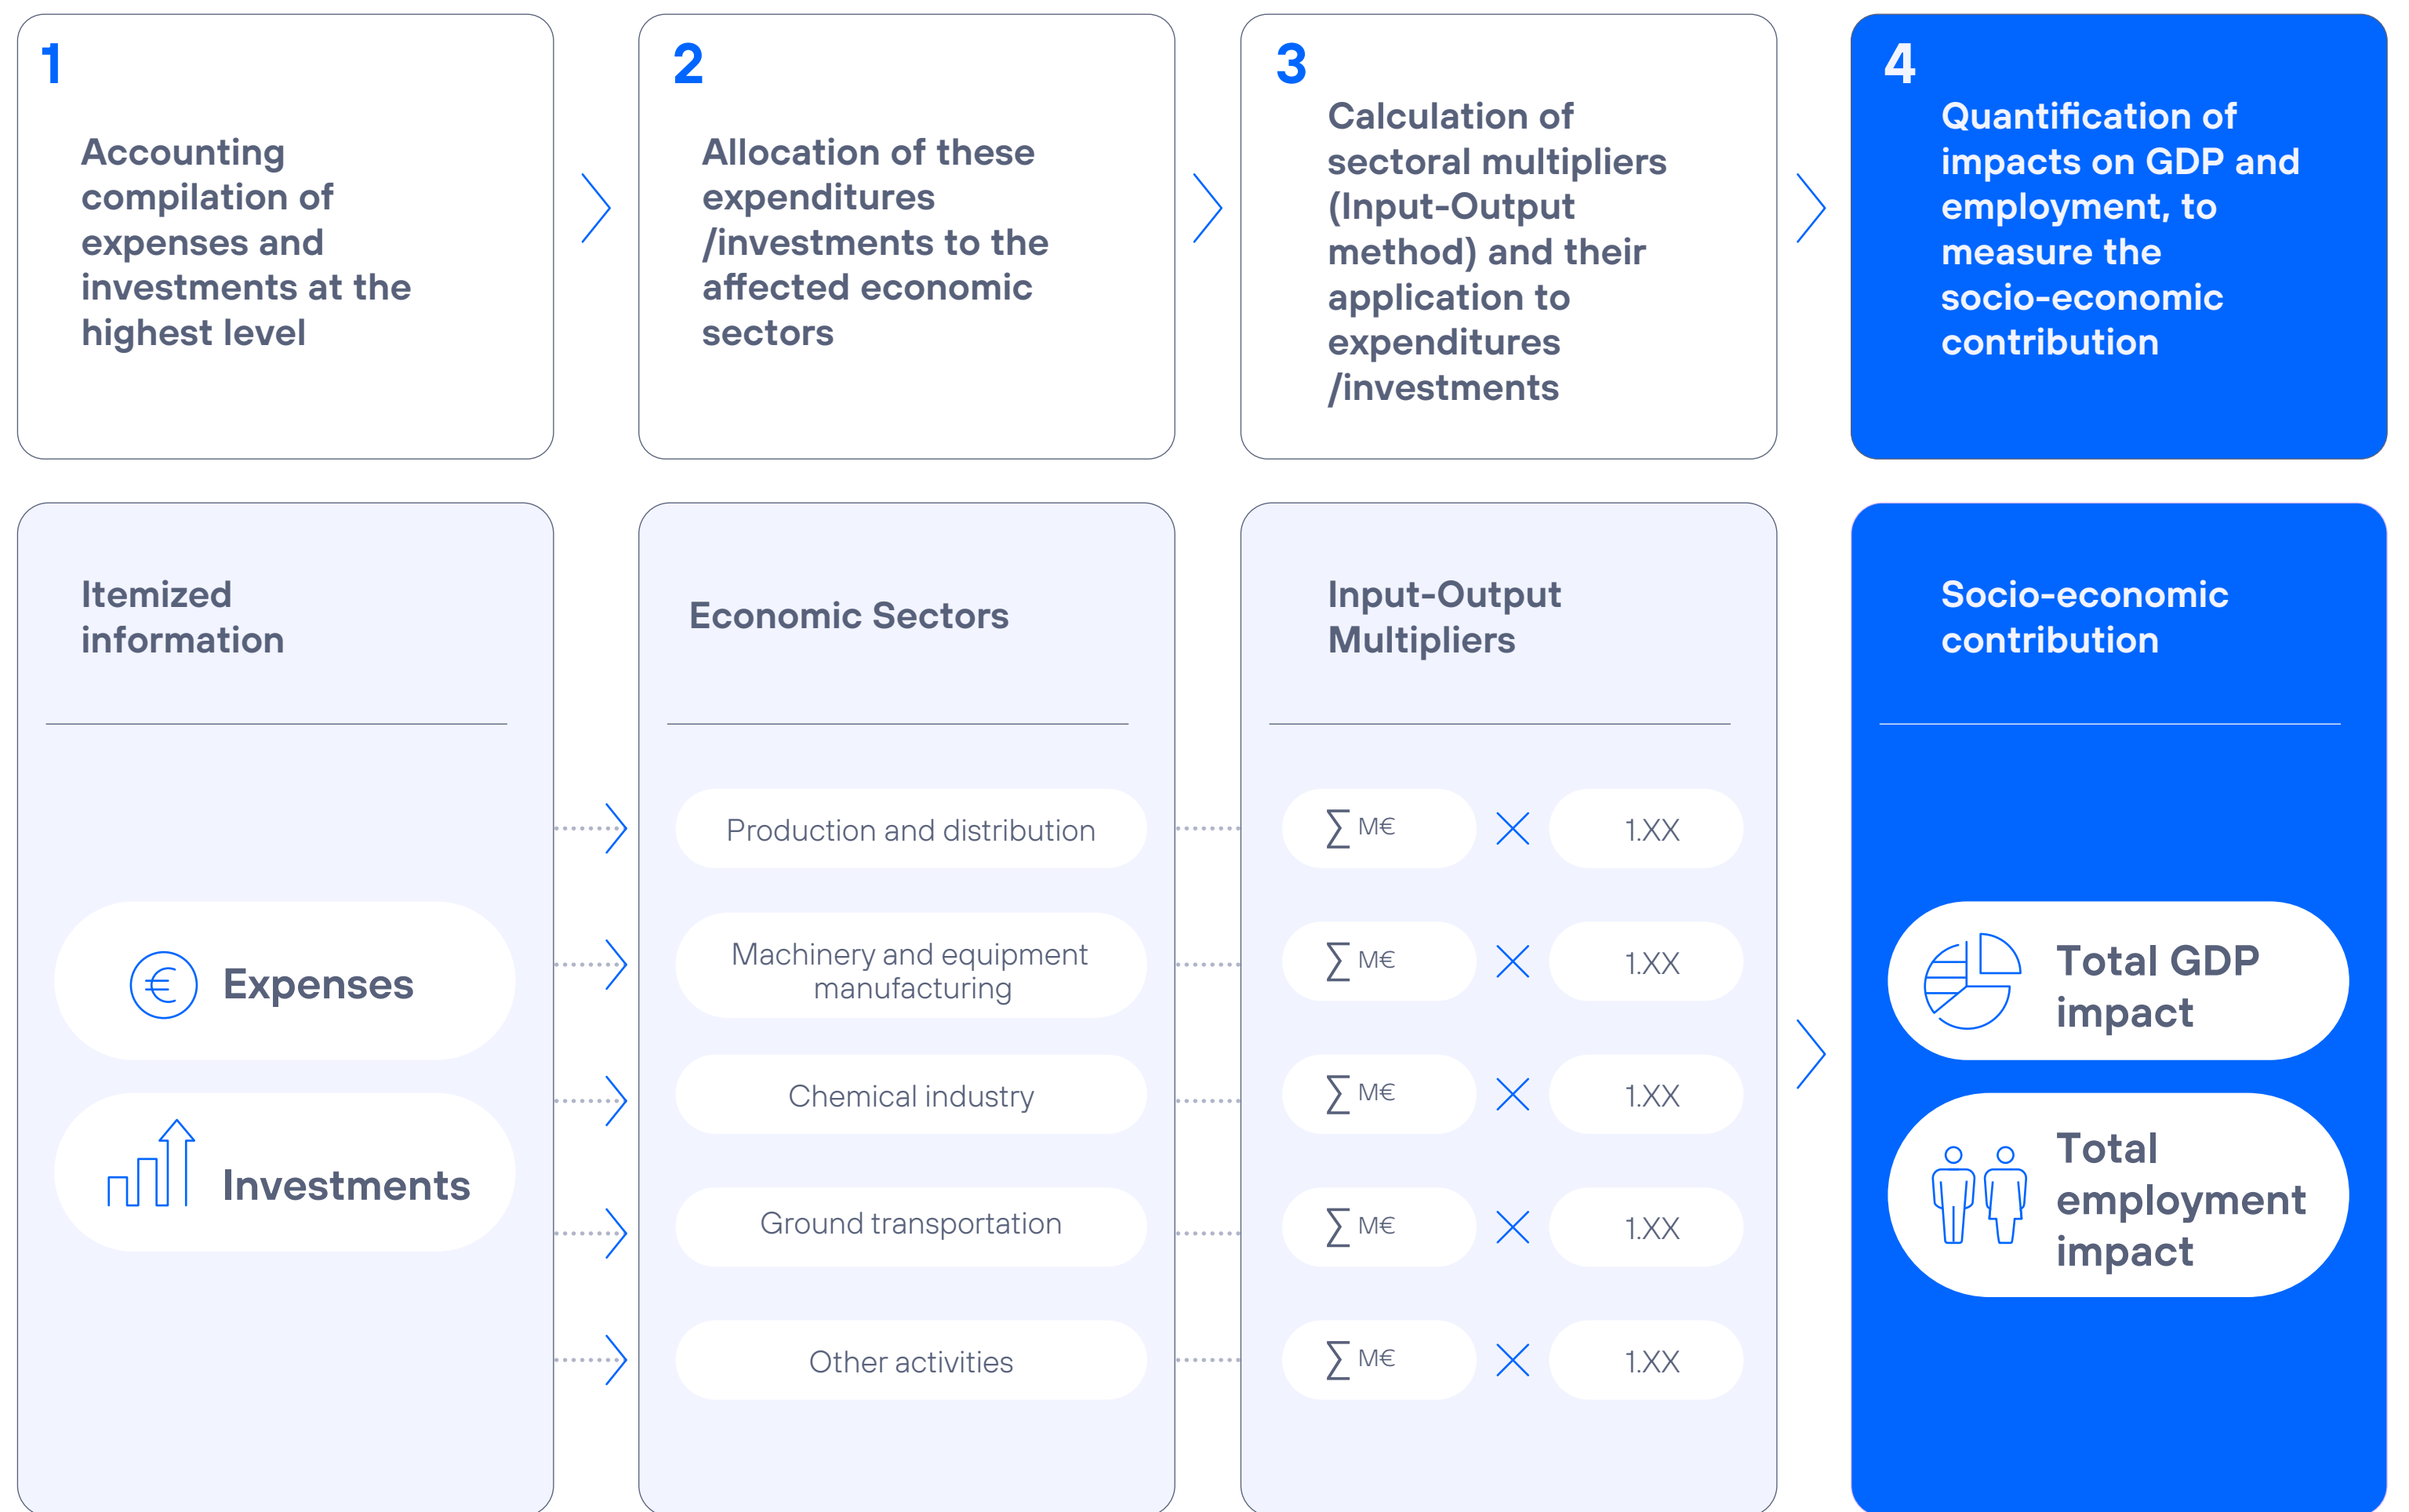 1
Accounting
compilation of
expenses and
investments at the
highest level
2
Allocation of these
expenditures
/investments to the
affected economic
sectors
3
Calculation of
sectoral multipliers
(Input-Output
method) and their
application to
expenditures
/investments
4
Quantification of
impacts on GDP and
employment, to
measure the
socio-economic
contribution
Itemized
information
€ Expenses
Investments
Economic Sectors
Production and distribution
Machinery and equipment
manufacturing
Chemical industry
Ground transportation
Other activities
Input-Output
Multipliers
∑ M€ × 1.XX
∑ M€ × 1.XX
∑ M€ × 1.XX
∑ M€ × 1.XX
∑ M€ × 1.XX
Socio-economic
contribution
Total GDP
impact
Total
employment
impact